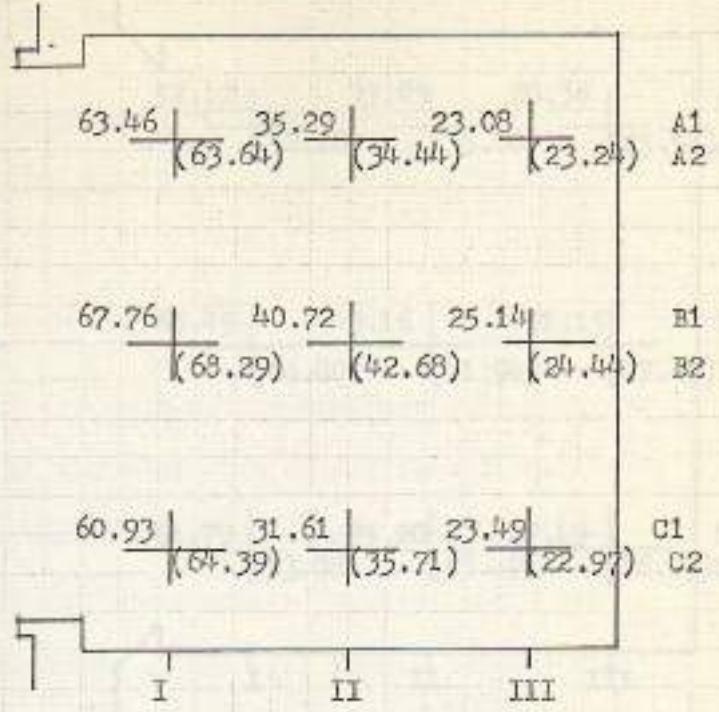 63.46 35.29 23.08 A1
(63.64) (34.44) (23.24) A2
67.76 40.72 25.14 B1
(68.29) (42.68) (24.44) B2
60.93 31.61 23.49 C1
(64.39) (35.71) (22.97) C2
I II III